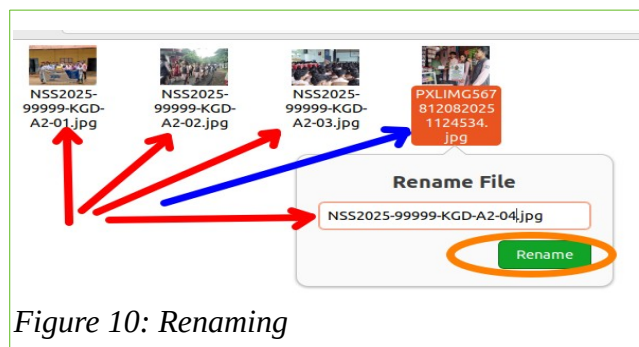 NSS2025-
99999-KGD-
A2-01.jpg
NSS2025-
99999-KGD-
A2-02.jpg
NSS2025-
99999-KGD-
A2-03.jpg
PXLIMG567
812082025
1124534.
jpg
Rename File
NSS2025-99999-KGD-A2-04.jpg
Rename
Figure 10: Renaming